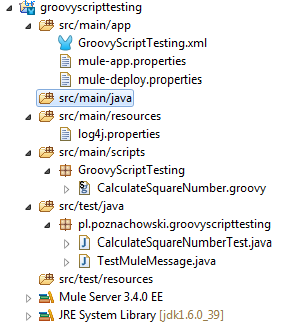 groovyscripttesting
src/main/app
GroovyScriptTesting.xml
mule-app.properties
mule-deploy.properties
src/main/java
src/main/resources
log4j.properties
src/main/scripts
GroovyScriptTesting
CalculateSquareNumber.groovy
src/test/java
pl.poznachowski.groovyscripttesting
CalculateSquareNumberTest.java
TestMuleMessage.java
src/test/resources
Mule Server 3.4.0 EE
JRE System Library [jdk1.6.0_39]